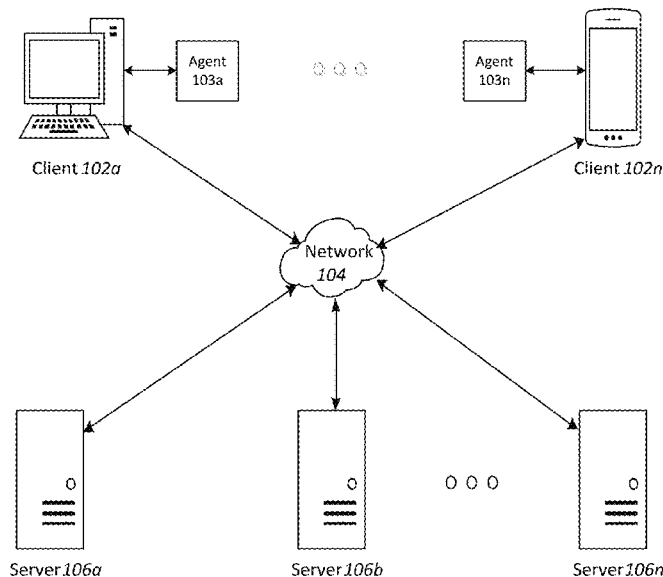 Agent
103a
Agent
103n
Client 102a
Client 102n
Network
104
Server 106a
Server 106b
Server 106n